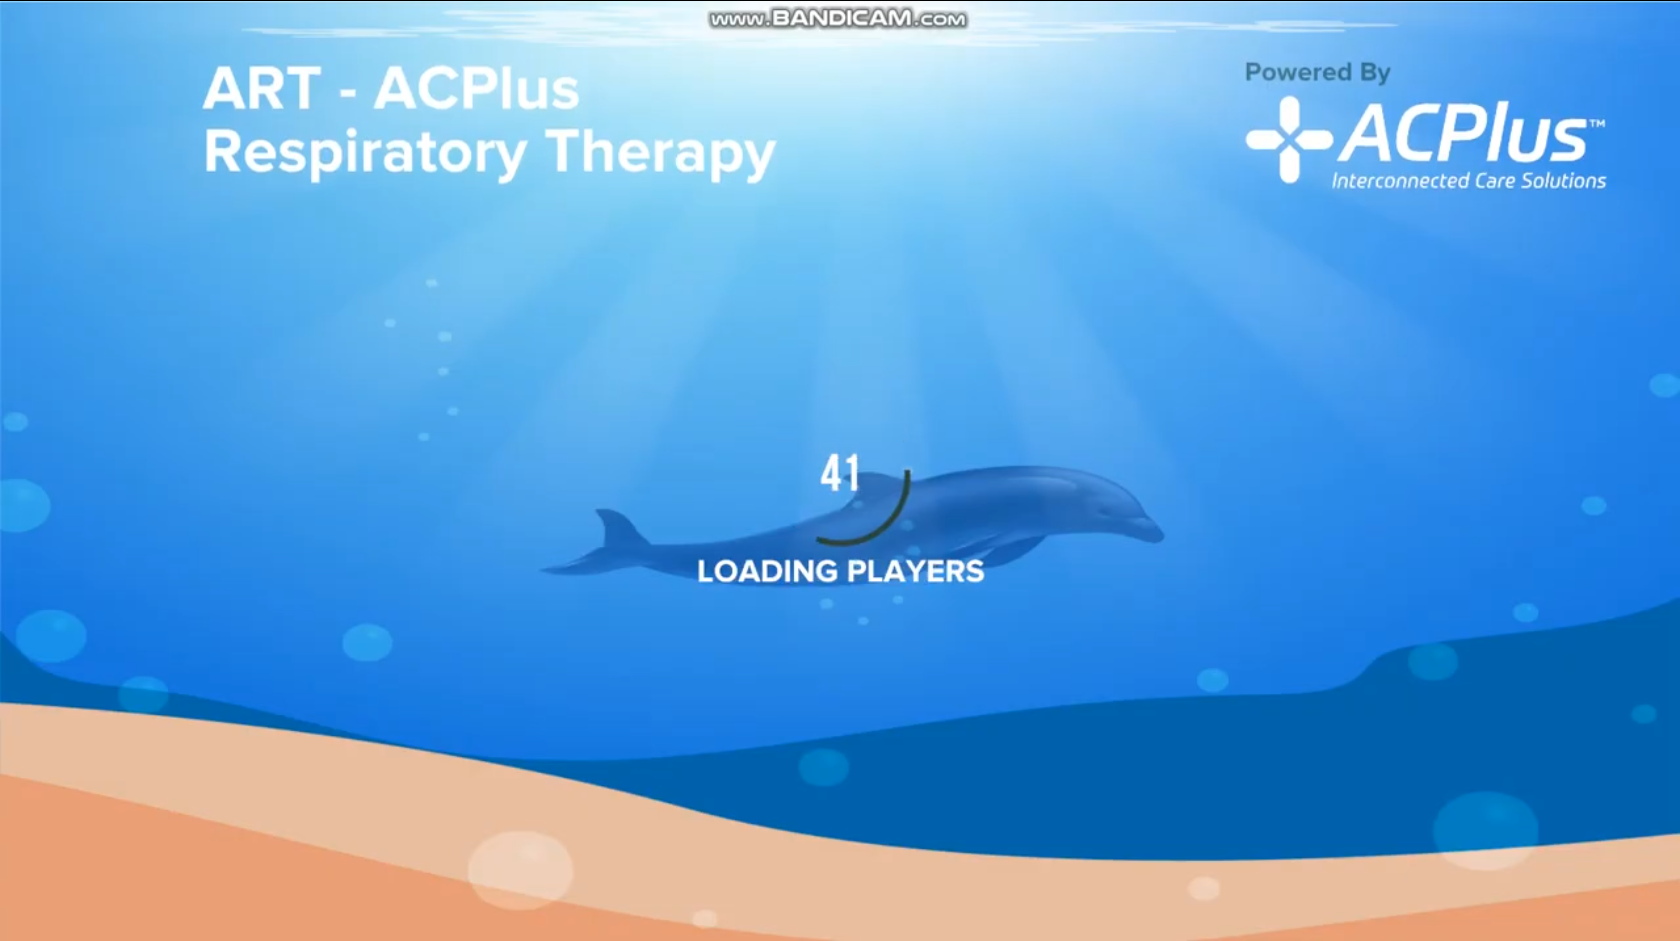 www.BANDICAM.com
ART - ACPlus
Respiratory Therapy
Powered By
ACPlus™
Interconnected Care Solutions
41
LOADING PLAYERS